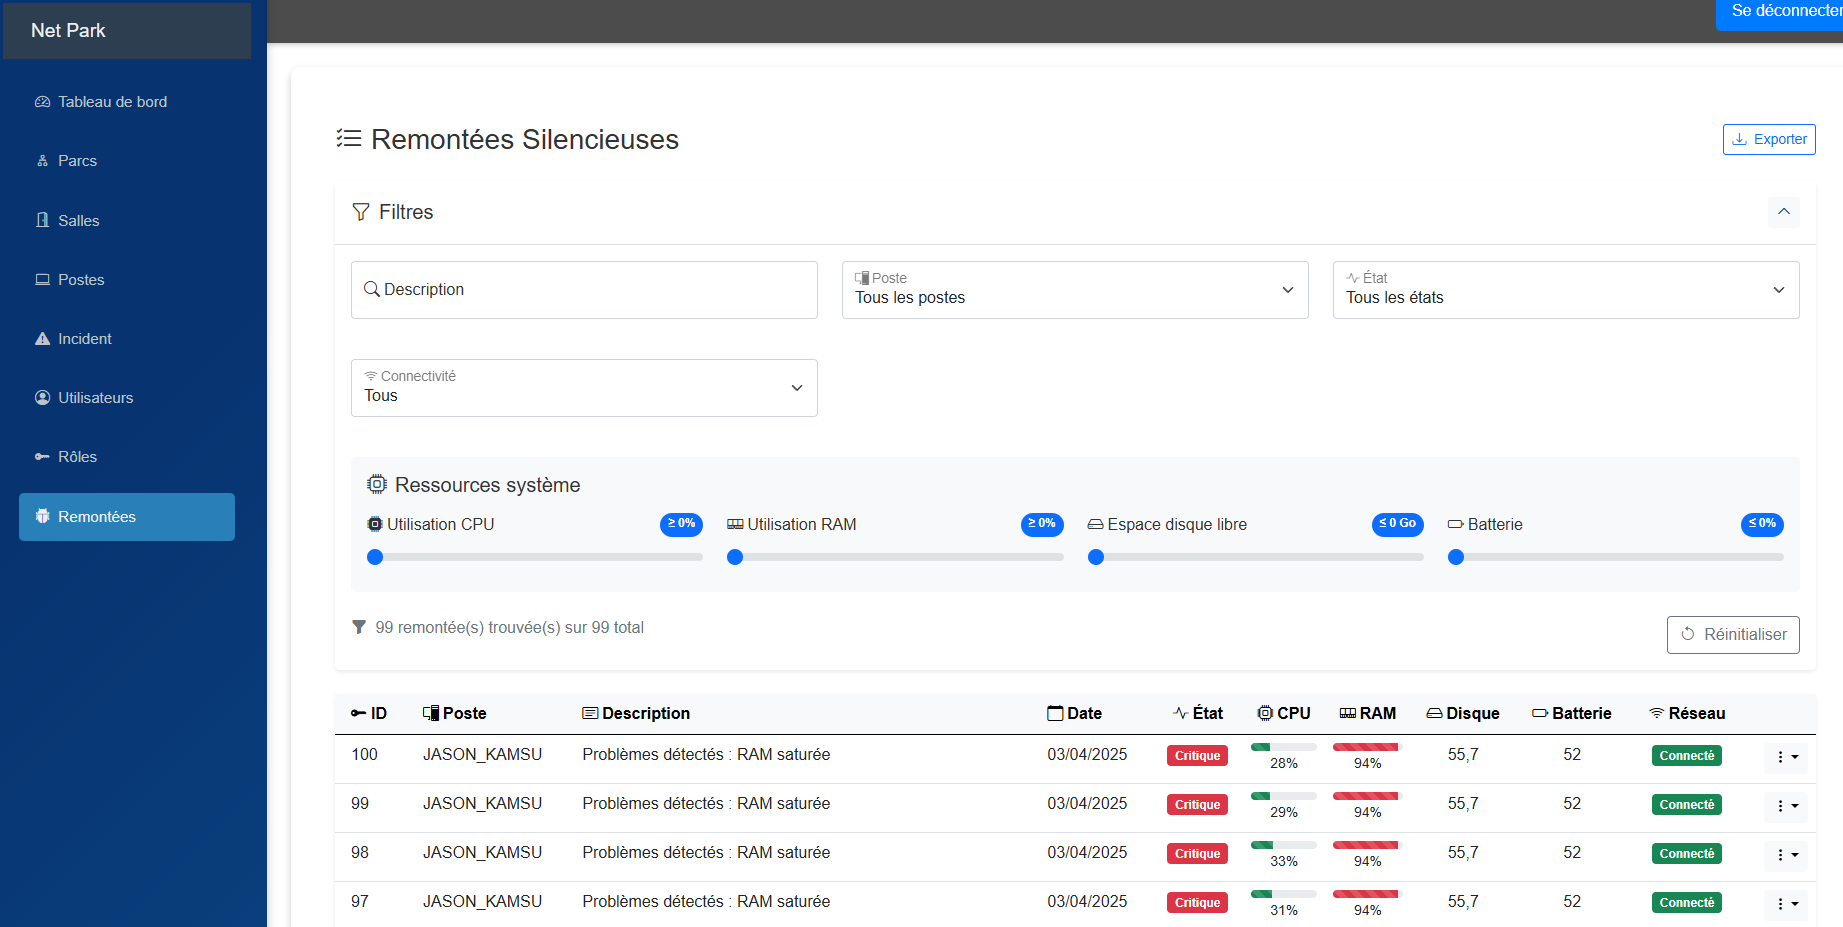 Net Park
Se déconnecter
Tableau de bord
Parcs
Salles
Postes
Incident
Utilisateurs
Rôles
Remontées
Remontées Silencieuses
Exporter
Filtres
Description
Poste
Tous les postes
État
Tous les états
Connectivité
Tous
Ressources système
Utilisation CPU ≥ 0%
Utilisation RAM ≥ 0%
Espace disque libre ≤ 0 Go
Batterie ≤ 0%
99 remontée(s) trouvée(s) sur 99 total
Réinitialiser
ID Poste Description Date État CPU RAM Disque Batterie Réseau
100 JASON_KAMSU Problèmes détectés : RAM saturée 03/04/2025 Critique 28% 94% 55,7 52 Connecté
99 JASON_KAMSU Problèmes détectés : RAM saturée 03/04/2025 Critique 29% 94% 55,7 52 Connecté
98 JASON_KAMSU Problèmes détectés : RAM saturée 03/04/2025 Critique 33% 94% 55,7 52 Connecté
97 JASON_KAMSU Problèmes détectés : RAM saturée 03/04/2025 Critique 31% 94% 55,7 52 Connecté